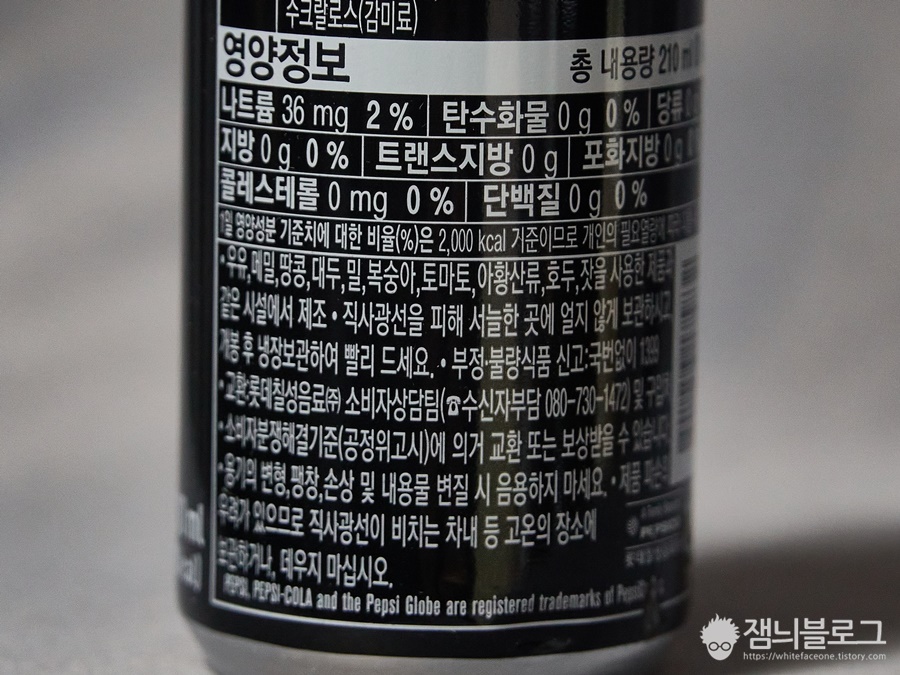 수크랄로스(감미료)
영양정보 총 내용량 210 ml
나트륨 36 mg 2 % 탄수화물 0 g 0 % 당류
지방 0 g 0 % 트랜스지방 0 g 포화지방 0 g
콜레스테롤 0 mg 0 % 단백질 0 g 0 %
1일 영양성분 기준치에 대한 비율(%)은 2,000 kcal 기준이므로 개인의 필요열량에 따라
• 우유,메밀,땅콩,대두,밀,복숭아,토마토,아황산류,호두,잣을 사용한 제품과
같은 시설에서 제조 • 직사광선을 피해 서늘한 곳에 얼지 않게 보관하시고
개봉 후 냉장보관하여 빨리 드세요. • 부정·불량식품 신고:국번없이 1399
• 교환:롯데칠성음료㈜ 소비자상담팀(☎수신자부담 080-730-1472) 및 구입처
• 소비자분쟁해결기준(공정위고시)에 의거 교환 또는 보상받을 수 있습니다.
• 용기의 변형,팽창,손상 및 내용물 변질 시 음용하지 마세요. • 제품 파손의
우려가 있으므로 직사광선이 비치는 차내 등 고온의 장소에
보관하거나, 데우지 마십시오.
PEPSI, PEPSI-COLA and the Pepsi Globe are registered trademarks of PepsiCo
ml
잼늬블로그
https://whitefaceone.tistory.com